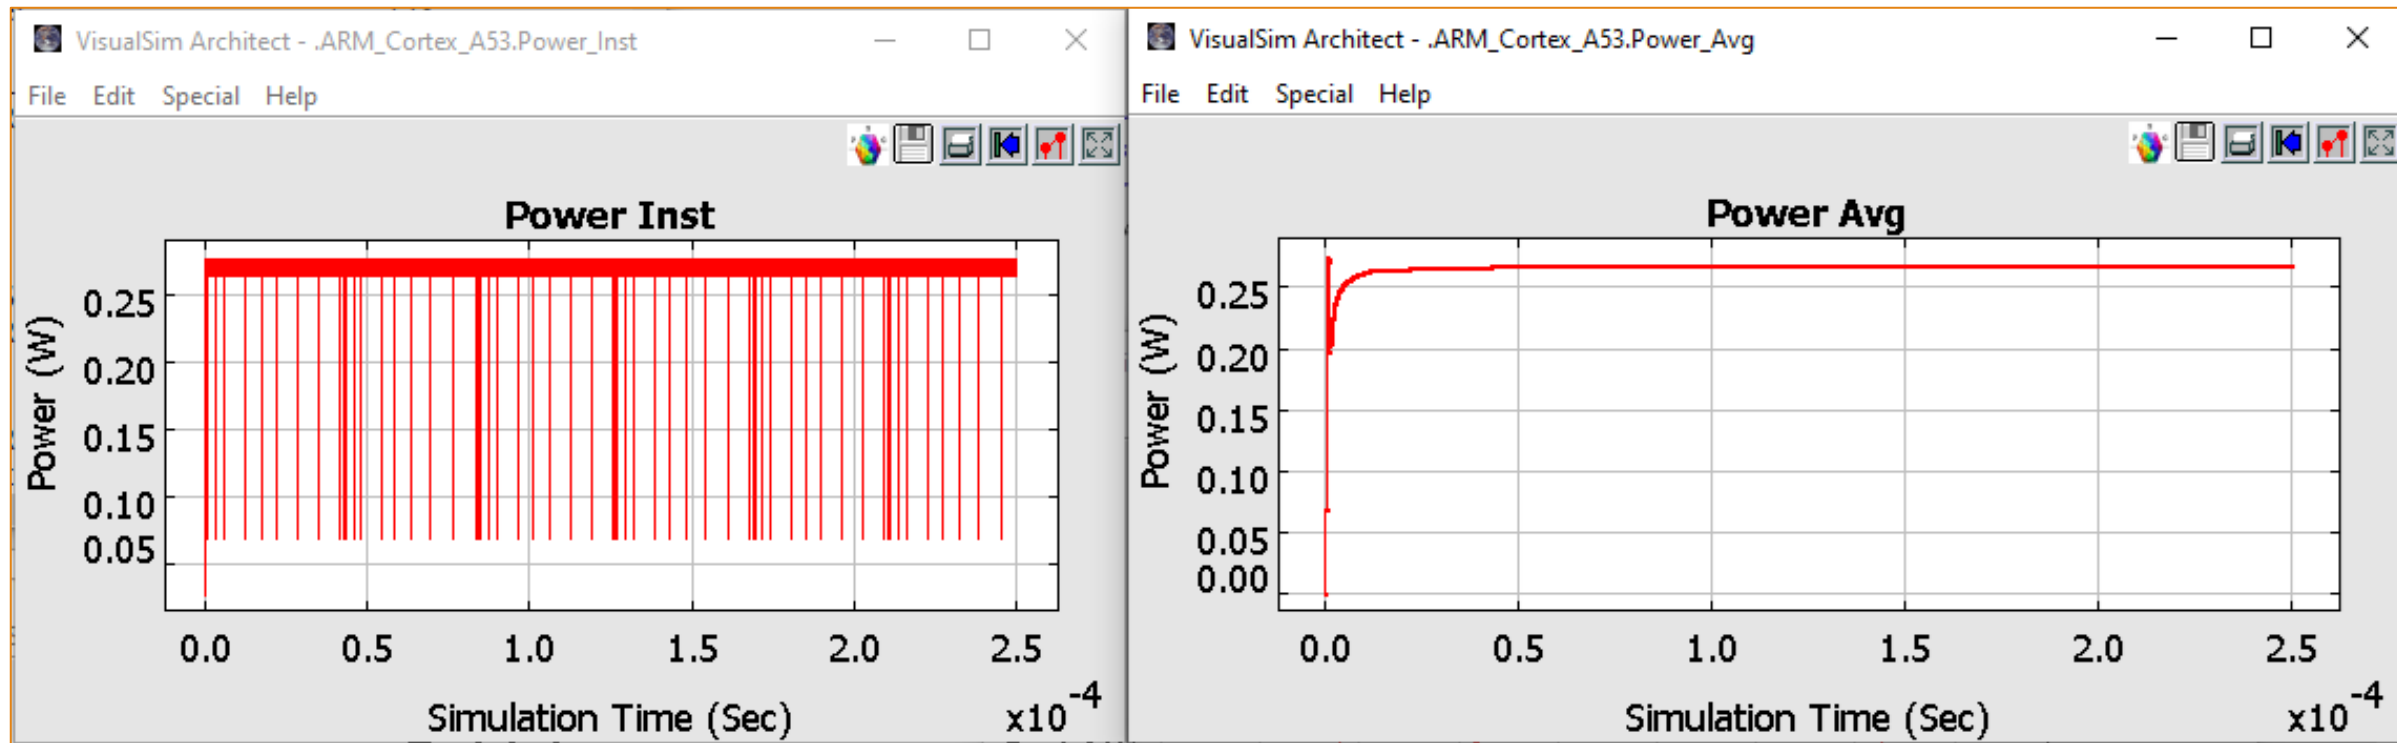 VisualSim Architect - .ARM_Cortex_A53.Power_Inst
File Edit Special Help
Power Inst
Power (W)
0.25
0.20
0.15
0.10
0.05
0.0 0.5 1.0 1.5 2.0 2.5
Simulation Time (Sec)
x10-4
VisualSim Architect - .ARM_Cortex_A53.Power_Avg
File Edit Special Help
Power Avg
Power (W)
0.25
0.20
0.15
0.10
0.05
0.00
0.0 0.5 1.0 1.5 2.0 2.5
Simulation Time (Sec)
x10-4